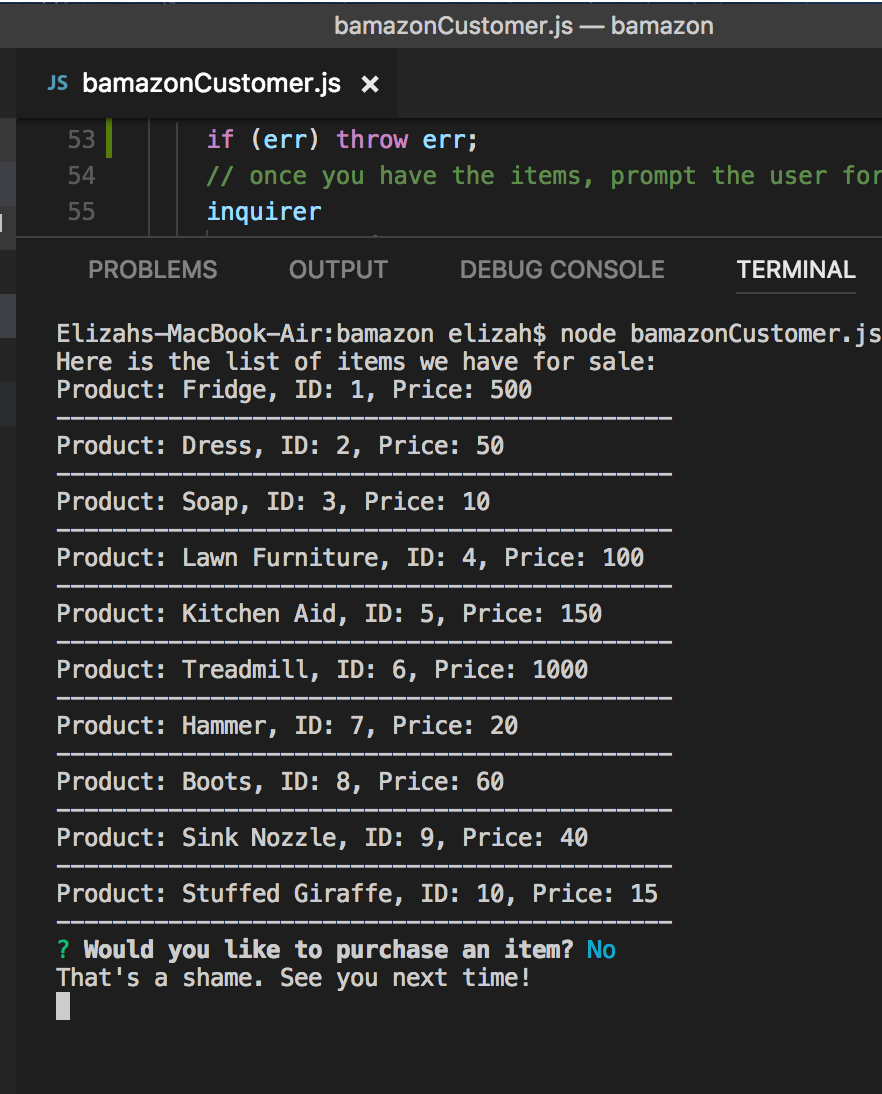 bamazonCustomer.js — bamazon
JS bamazonCustomer.js ×
53 if (err) throw err;
54 // once you have the items, prompt the user for
55 inquirer
PROBLEMS OUTPUT DEBUG CONSOLE TERMINAL
Elizahs-MacBook-Air:bamazon elizah$ node bamazonCustomer.js
Here is the list of items we have for sale:
Product: Fridge, ID: 1, Price: 500
--------------------------------------------
Product: Dress, ID: 2, Price: 50
--------------------------------------------
Product: Soap, ID: 3, Price: 10
--------------------------------------------
Product: Lawn Furniture, ID: 4, Price: 100
--------------------------------------------
Product: Kitchen Aid, ID: 5, Price: 150
--------------------------------------------
Product: Treadmill, ID: 6, Price: 1000
--------------------------------------------
Product: Hammer, ID: 7, Price: 20
--------------------------------------------
Product: Boots, ID: 8, Price: 60
--------------------------------------------
Product: Sink Nozzle, ID: 9, Price: 40
--------------------------------------------
Product: Stuffed Giraffe, ID: 10, Price: 15
--------------------------------------------
? Would you like to purchase an item? No
That's a shame. See you next time!